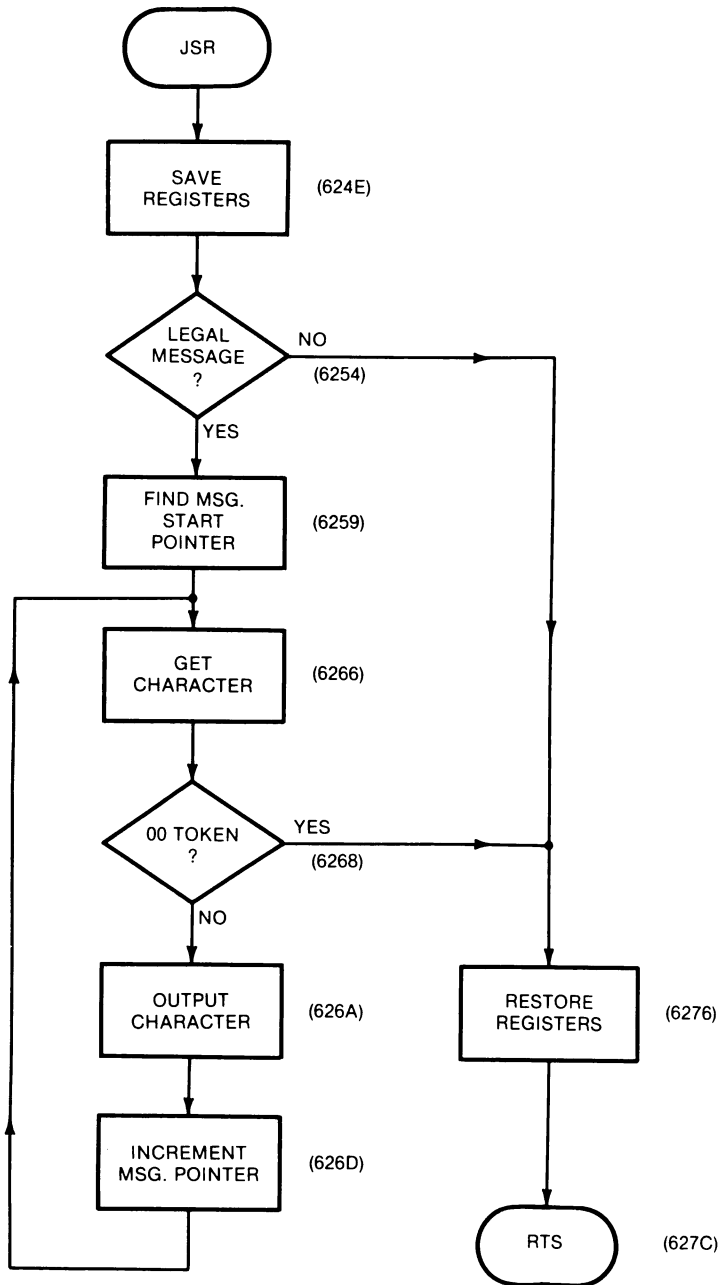 JSR
SAVE
REGISTERS
(624E)
LEGAL
MESSAGE
?
NO
(6254)
YES
FIND MSG.
START
POINTER
(6259)
GET
CHARACTER
(6266)
00 TOKEN
?
YES
(6268)
NO
OUTPUT
CHARACTER
(626A)
RESTORE
REGISTERS
(6276)
INCREMENT
MSG. POINTER
(626D)
RTS
(627C)